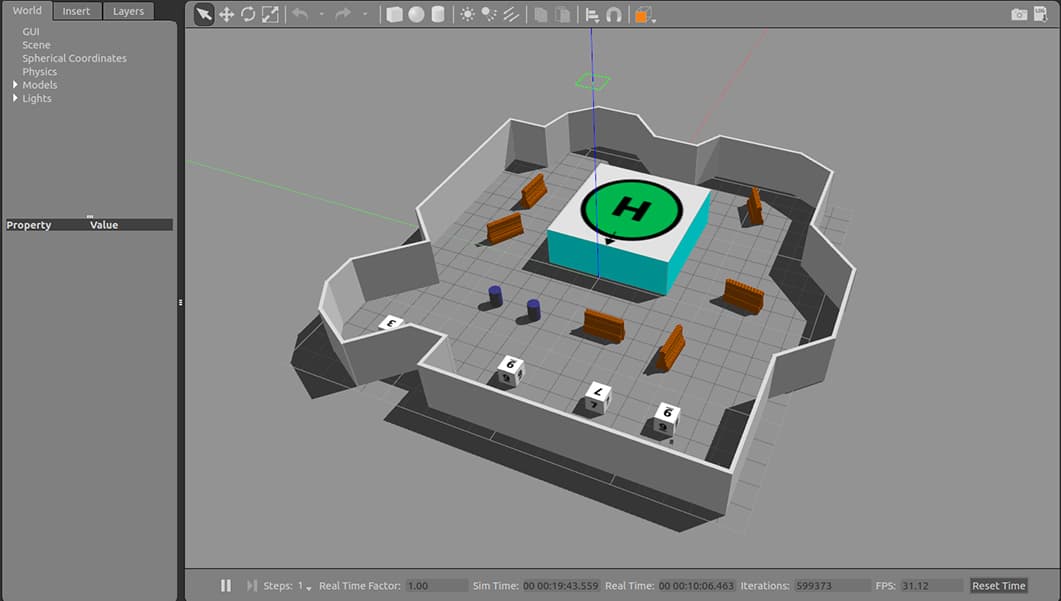 World Insert Layers
GUI
Scene
Spherical Coordinates
Physics
Models
Lights
Property Value
H
3
9
6
7
9
6
Steps: 1 Real Time Factor: 1.00 Sim Time: 00 00:19:43.559 Real Time: 00 00:10:06.463 Iterations: 599373 FPS: 31.12 Reset Time